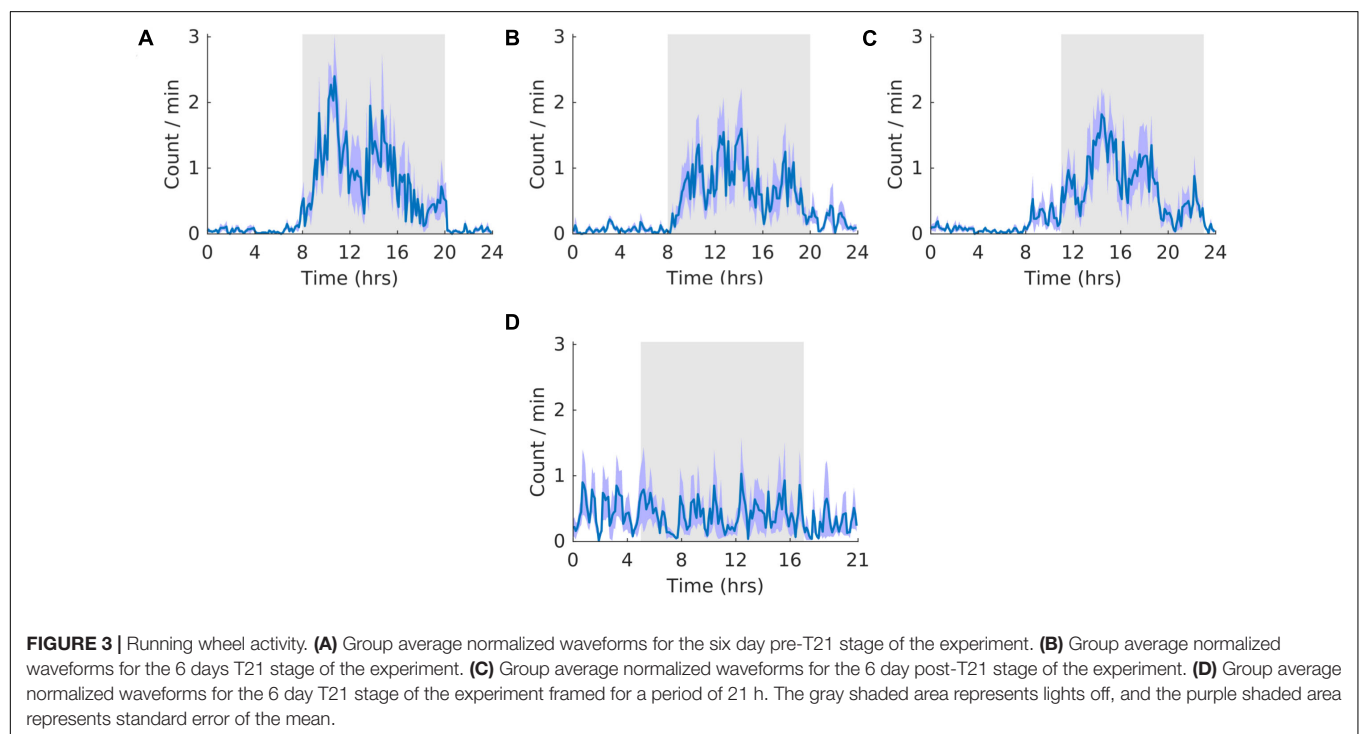 A
B
C
3
2
1
0
Count / min
0 4 8 12 16 20 24
Time (hrs)
3
2
1
0
Count / min
0 4 8 12 16 20 24
Time (hrs)
3
2
1
0
Count / min
0 4 8 12 16 20 24
Time (hrs)
D
3
2
1
0
Count / min
0 4 8 12 16 21
Time (hrs)
FIGURE 3 | Running wheel activity. (A) Group average normalized waveforms for the six day pre-T21 stage of the experiment. (B) Group average normalized
waveforms for the 6 days T21 stage of the experiment. (C) Group average normalized waveforms for the 6 day post-T21 stage of the experiment. (D) Group average
normalized waveforms for the 6 day T21 stage of the experiment framed for a period of 21 h. The gray shaded area represents lights off, and the purple shaded area
represents standard error of the mean.